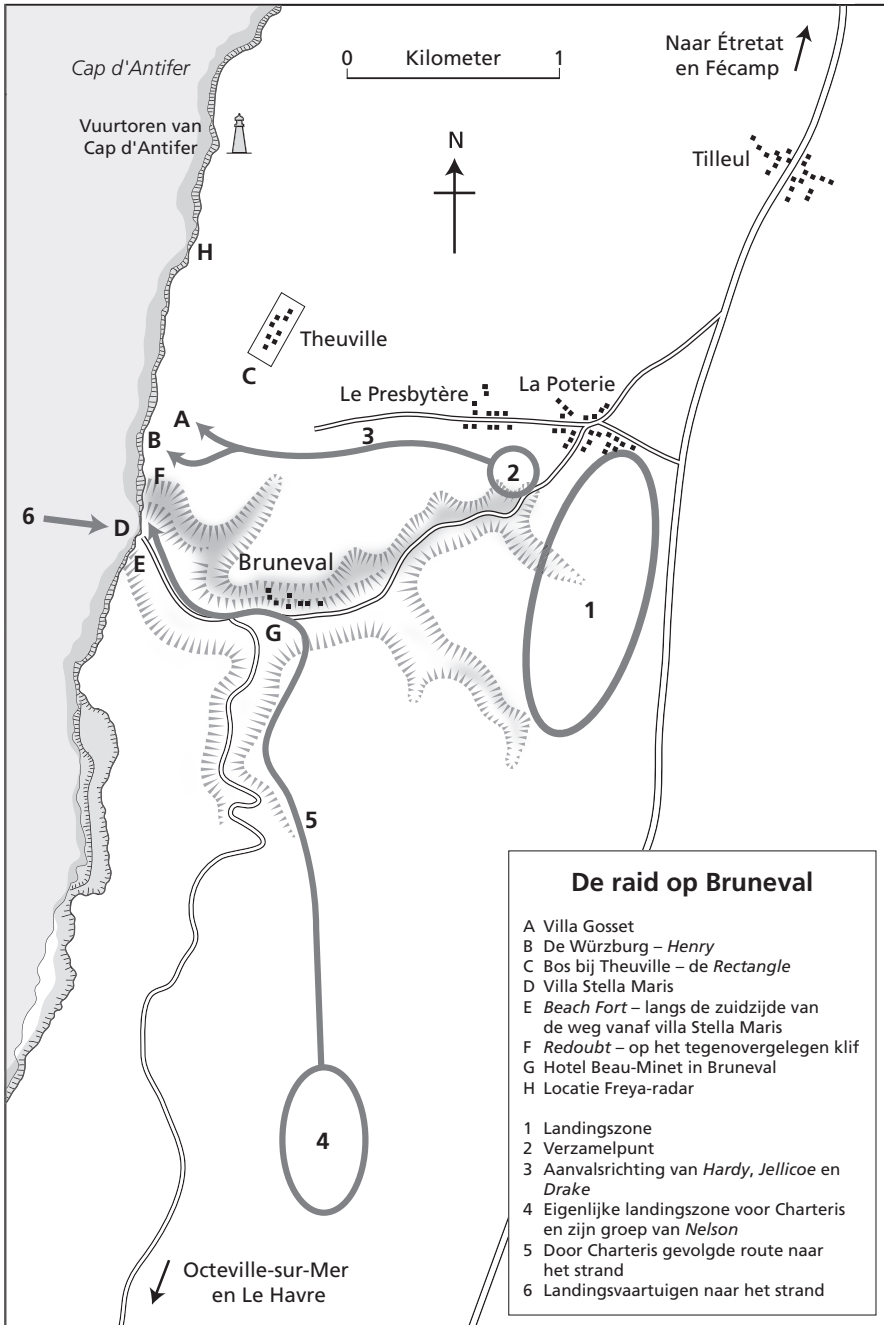 Cap d'Antifer
0 Kilometer 1
Naar Étretat
en Fécamp
Vuurtoren van
Cap d'Antifer
N
Tilleul
H
Theuville
C
Le Presbytère
La Poterie
A
3
B
2
F
6
D
E
Bruneval
1
G
5
4
Octeville-sur-Mer
en Le Havre
De raid op Bruneval
A Villa Gosset
B De Würzburg – Henry
C Bos bij Theuville – de Rectangle
D Villa Stella Maris
E Beach Fort – langs de zuidzijde van
de weg vanaf villa Stella Maris
F Redoubt – op het tegenovergelegen klif
G Hotel Beau-Minet in Bruneval
H Locatie Freya-radar
1 Landingszone
2 Verzamelpunt
3 Aanvalsrichting van Hardy, Jellicoe en
Drake
4 Eigenlijke landingszone voor Charteris
en zijn groep van Nelson
5 Door Charteris gevolgde route naar
het strand
6 Landingsvaartuigen naar het strand